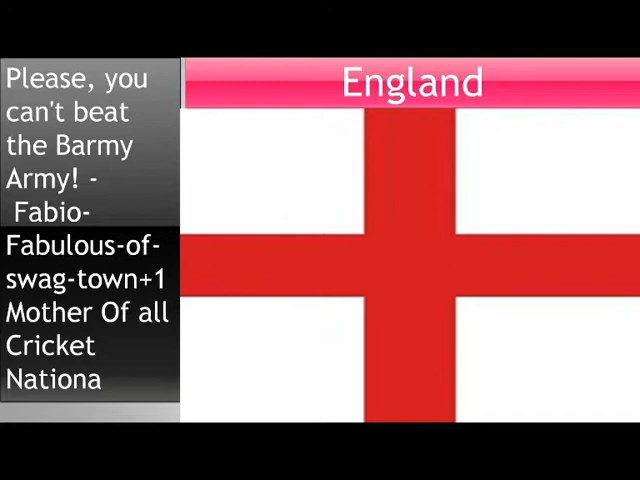 England
Please, you
can't beat
the Barmy
Army! -
Fabio-
Fabulous-of-
swag-town+1
Mother Of all
Cricket
Nationa